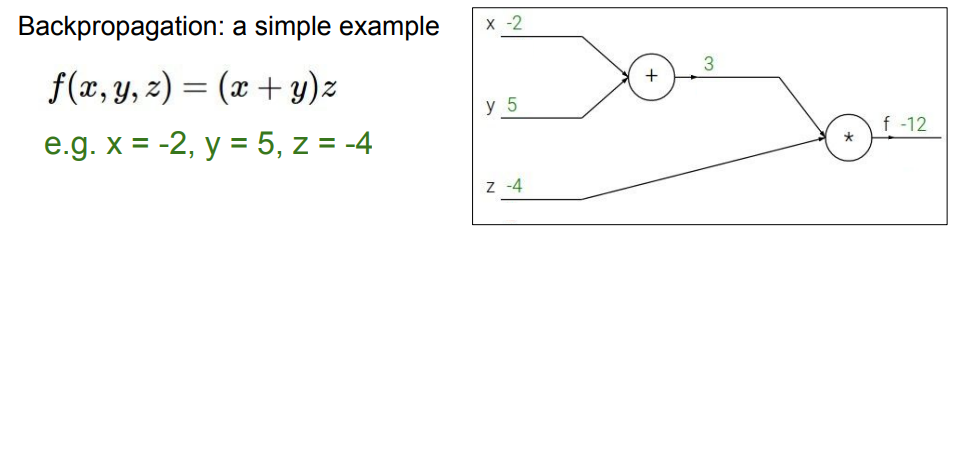 Backpropagation: a simple example
f(x, y, z) = (x + y)z
e.g. x = -2, y = 5, z = -4
x -2
+
3
y 5
f -12
*
z -4